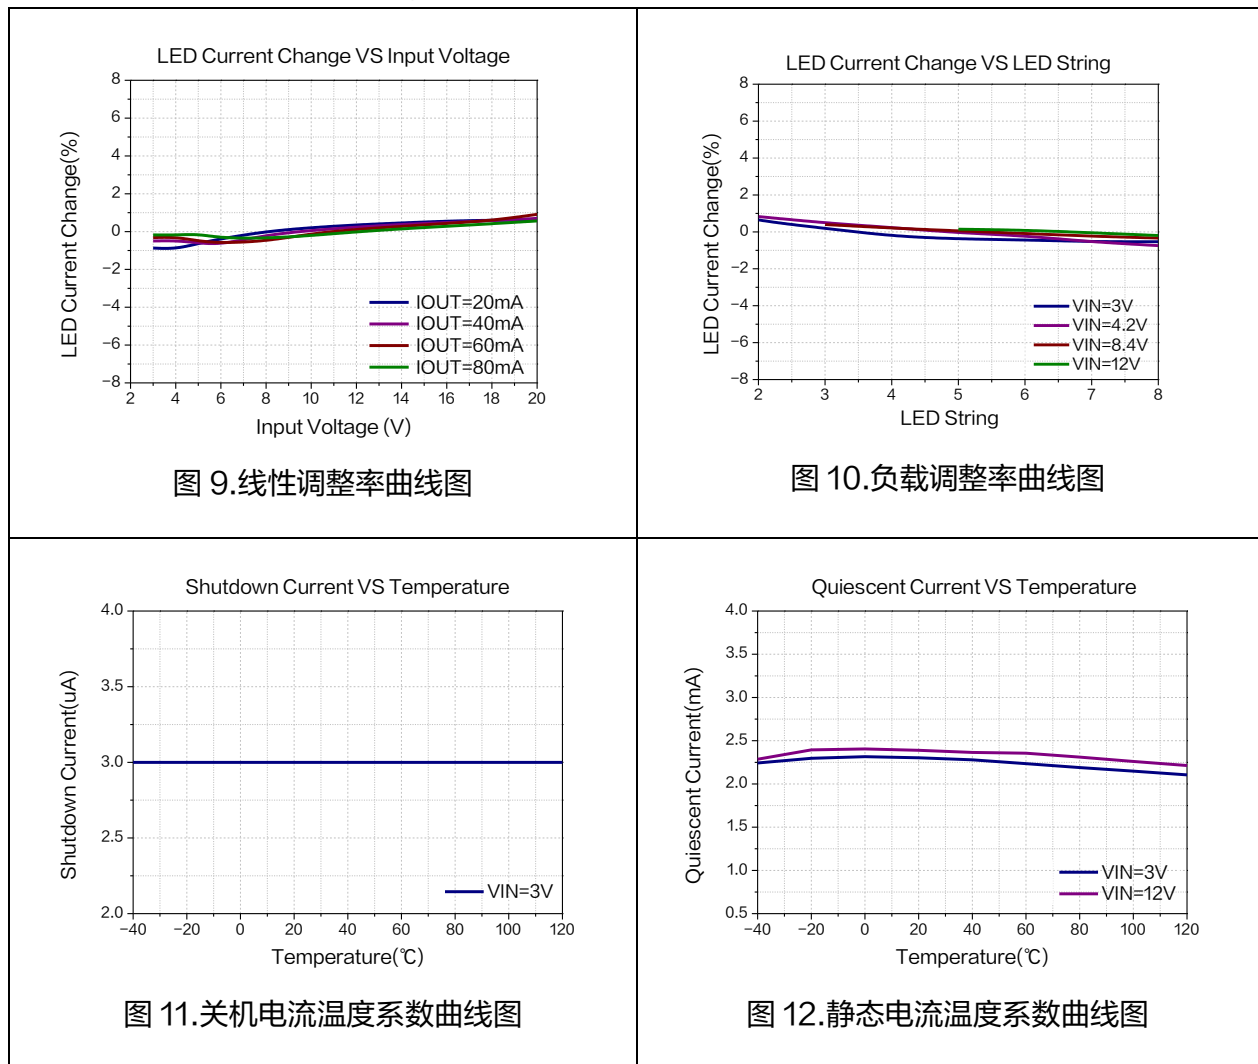 LED Current Change VS Input Voltage
LED Current Change(%)
8
6
4
2
0
−2
−4
−6
−8
IOUT=20mA
IOUT=40mA
IOUT=60mA
IOUT=80mA
2 4 6 8 10 12 14 16 18 20
Input Voltage (V)
图 9.线性调整率曲线图
LED Current Change VS LED String
LED Current Change(%)
8
6
4
2
0
−2
−4
−6
−8
VIN=3V
VIN=4.2V
VIN=8.4V
VIN=12V
2 3 4 5 6 7 8
LED String
图 10.负载调整率曲线图
Shutdown Current VS Temperature
Shutdown Current(uA)
4.0
3.5
3.0
2.5
2.0
VIN=3V
−40 −20 0 20 40 60 80 100 120
Temperature(℃)
图 11.关机电流温度系数曲线图
Quiescent Current VS Temperature
Quiescent Current(mA)
4.0
3.5
3.0
2.5
2.0
1.5
1.0
0.5
VIN=3V
VIN=12V
−40 −20 0 20 40 60 80 100 120
Temperature(℃)
图 12.静态电流温度系数曲线图